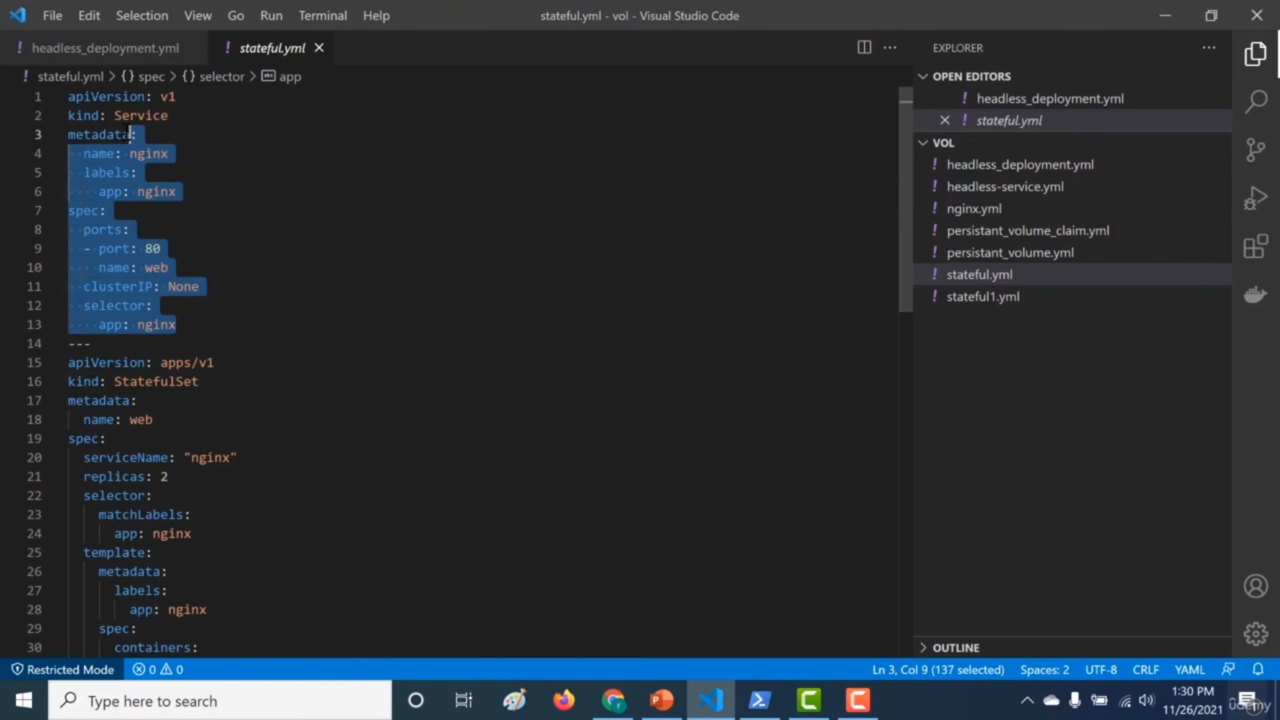 File Edit Selection View Go Run Terminal Help stateful.yml - vol - Visual Studio Code
! headless_deployment.yml ! stateful.yml
EXPLORER
! stateful.yml > {} spec > {} selector > app
OPEN EDITORS
! headless_deployment.yml
! stateful.yml
VOL
! headless_deployment.yml
! headless-service.yml
! nginx.yml
! persistant_volume_claim.yml
! persistant_volume.yml
! stateful.yml
! stateful1.yml
OUTLINE
1 apiVersion: v1
2 kind: Service
3 metadata:
4 name: nginx
5 labels:
6 app: nginx
7 spec:
8 ports:
9 - port: 80
10 name: web
11 clusterIP: None
12 selector:
13 app: nginx
14 ---
15 apiVersion: apps/v1
16 kind: StatefulSet
17 metadata:
18 name: web
19 spec:
20 serviceName: "nginx"
21 replicas: 2
22 selector:
23 matchLabels:
24 app: nginx
25 template:
26 metadata:
27 labels:
28 app: nginx
29 spec:
30 containers:
Restricted Mode 0 0 Ln 3, Col 9 (137 selected) Spaces: 2 UTF-8 CRLF YAML
Type here to search
1:30 PM
11/26/2021
udemy